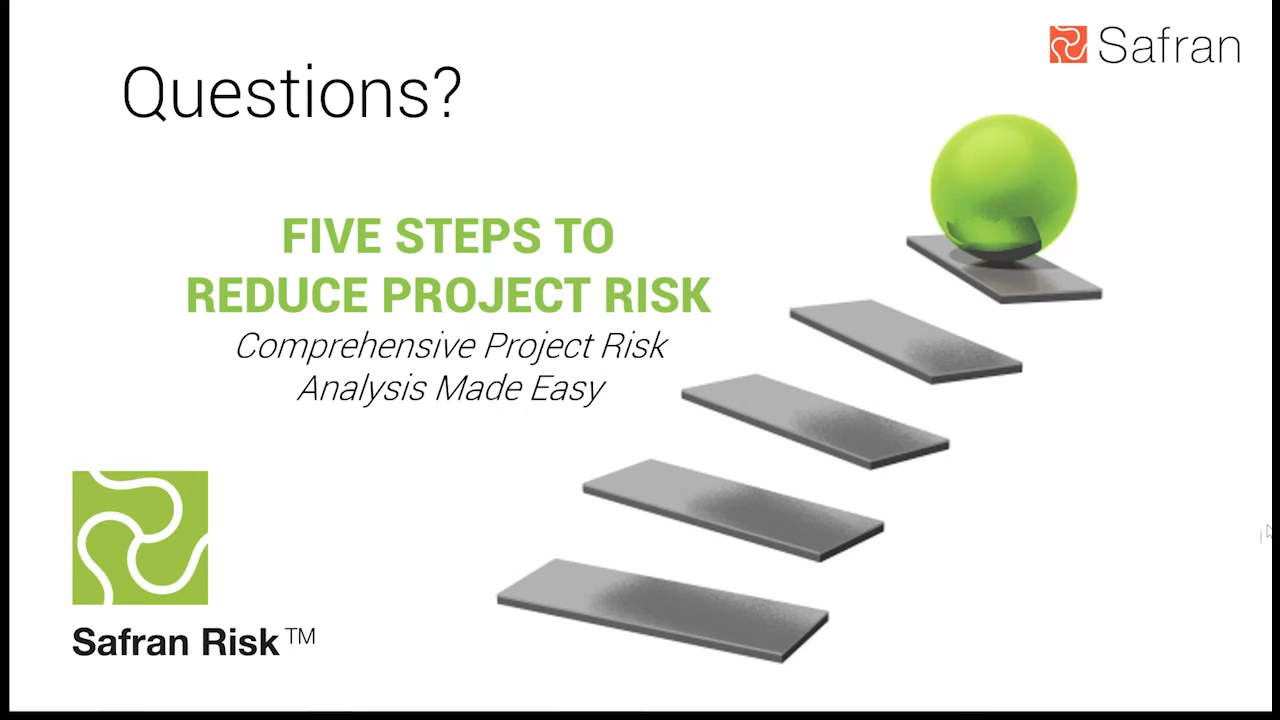 Safran
Questions?
FIVE STEPS TO
REDUCE PROJECT RISK
Comprehensive Project Risk
Analysis Made Easy
Safran Risk™